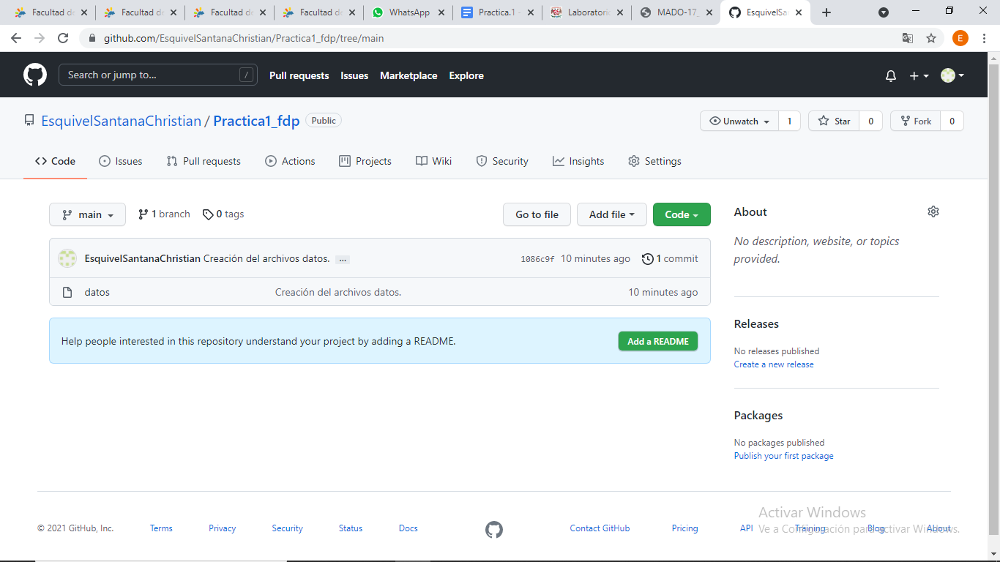 Facultad de
Facultad de
Facultad de
Facultad de
WhatsApp
Practica.1 -
Laboratorio
MADO-17_
EsquivelSa
github.com/EsquivelSantanaChristian/Practica1_fdp/tree/main
E
Search or jump to...
/
Pull requests
Issues
Marketplace
Explore
EsquivelSantanaChristian / Practica1_fdp
Public
Unwatch
1
Star
0
Fork
0
Code
Issues
Pull requests
Actions
Projects
Wiki
Security
Insights
Settings
main
1 branch
0 tags
Go to file
Add file
Code
EsquivelSantanaChristian Creación del archivos datos. ...
1086c9f 10 minutes ago
1 commit
datos
Creación del archivos datos.
10 minutes ago
Help people interested in this repository understand your project by adding a README.
Add a README
About
No description, website, or topics
provided.
Releases
No releases published
Create a new release
Packages
No packages published
Publish your first package
© 2021 GitHub, Inc.
Terms
Privacy
Security
Status
Docs
Contact GitHub
Pricing
API
Training
Blog
About
Activar Windows
Ve a Configuración para activar Windows.